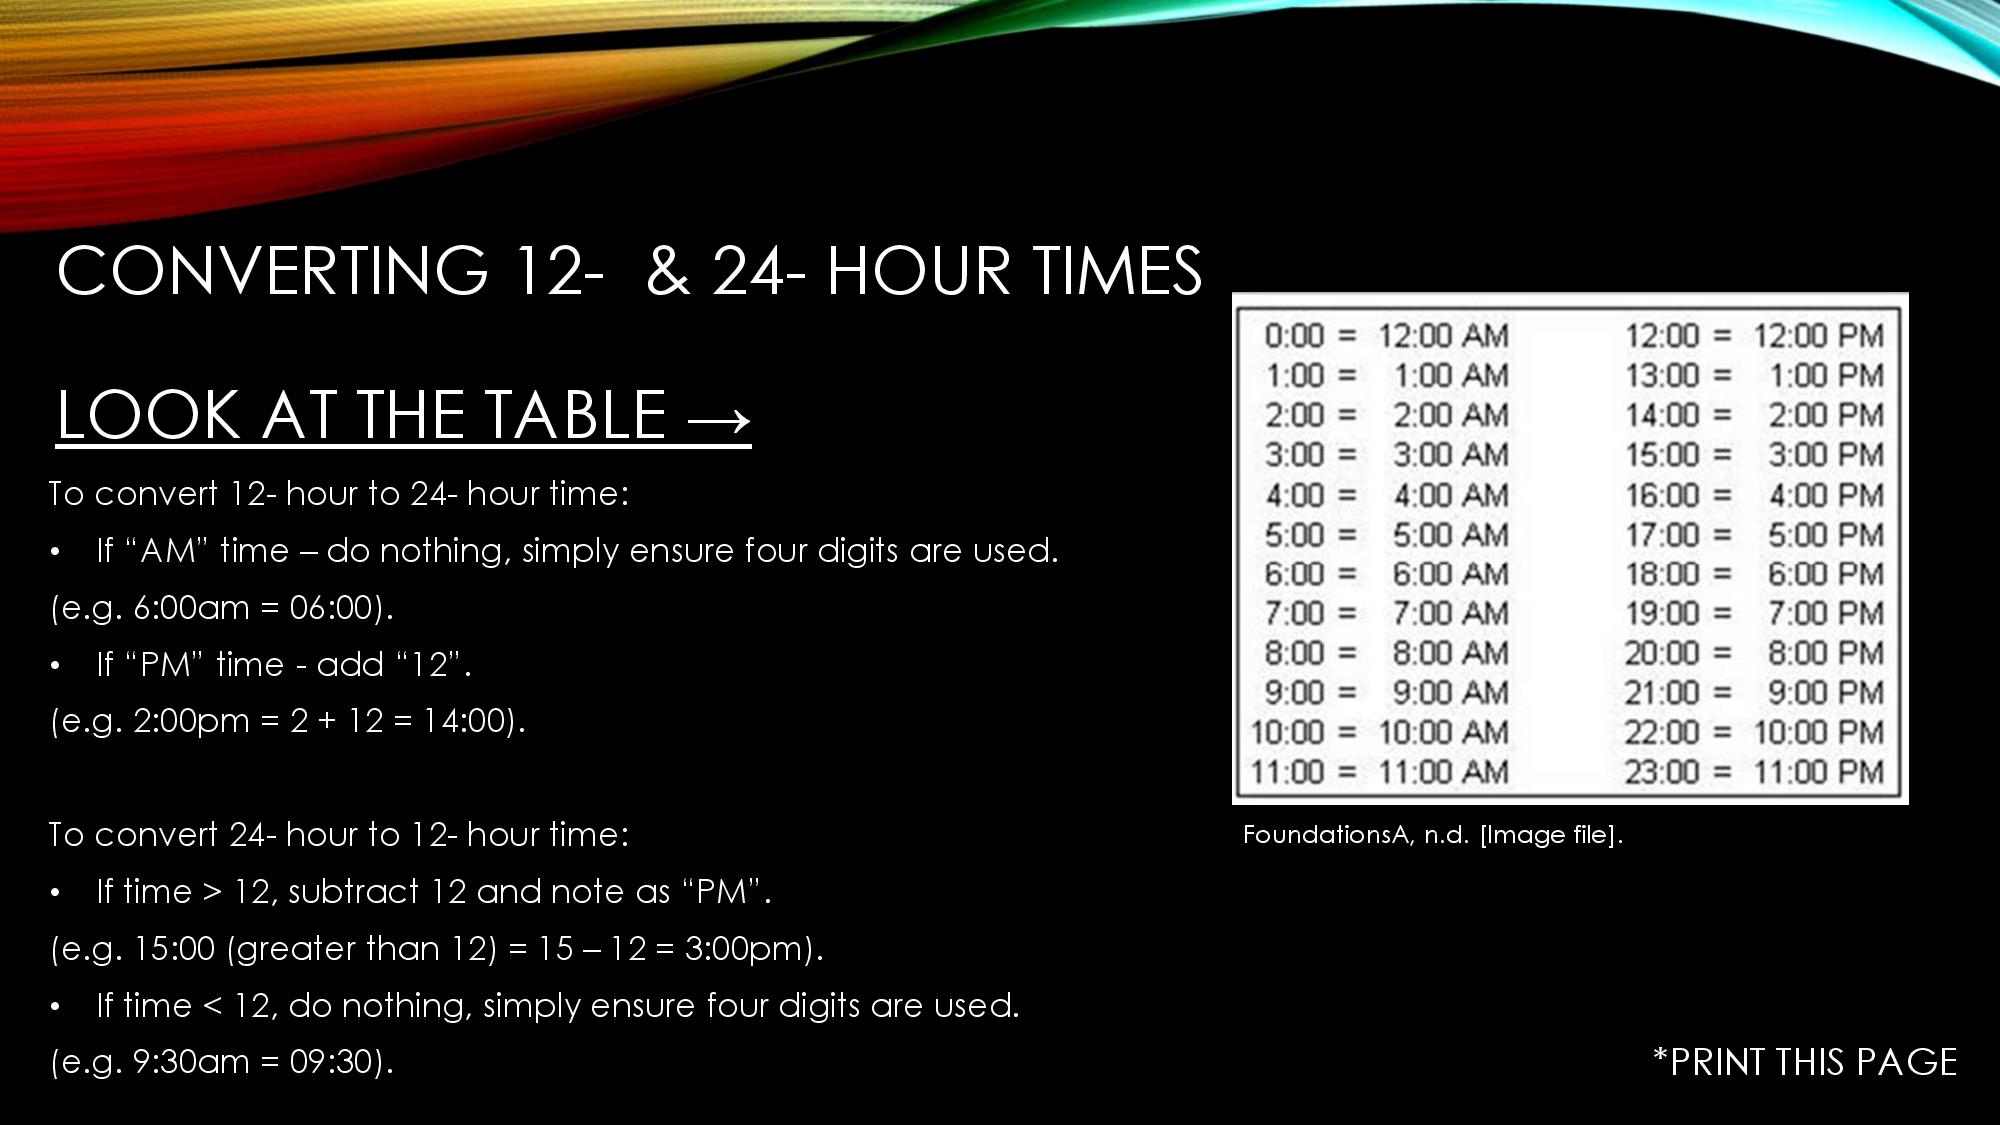 CONVERTING 12-  & 24- HOUR TIMES
LOOK AT THE TABLE →
To convert 12- hour to 24- hour time:
• If “AM” time – do nothing, simply ensure four digits are used.
(e.g. 6:00am = 06:00).
• If “PM” time - add “12”.
(e.g. 2:00pm = 2 + 12 = 14:00).
To convert 24- hour to 12- hour time:
• If time > 12, subtract 12 and note as “PM”.
(e.g. 15:00 (greater than 12) = 15 – 12 = 3:00pm).
• If time < 12, do nothing, simply ensure four digits are used.
(e.g. 9:30am = 09:30).
0:00 = 12:00 AM 12:00 = 12:00 PM
1:00 = 1:00 AM 13:00 = 1:00 PM
2:00 = 2:00 AM 14:00 = 2:00 PM
3:00 = 3:00 AM 15:00 = 3:00 PM
4:00 = 4:00 AM 16:00 = 4:00 PM
5:00 = 5:00 AM 17:00 = 5:00 PM
6:00 = 6:00 AM 18:00 = 6:00 PM
7:00 = 7:00 AM 19:00 = 7:00 PM
8:00 = 8:00 AM 20:00 = 8:00 PM
9:00 = 9:00 AM 21:00 = 9:00 PM
10:00 = 10:00 AM 22:00 = 10:00 PM
11:00 = 11:00 AM 23:00 = 11:00 PM
FoundationsA, n.d. [Image file].
*PRINT THIS PAGE